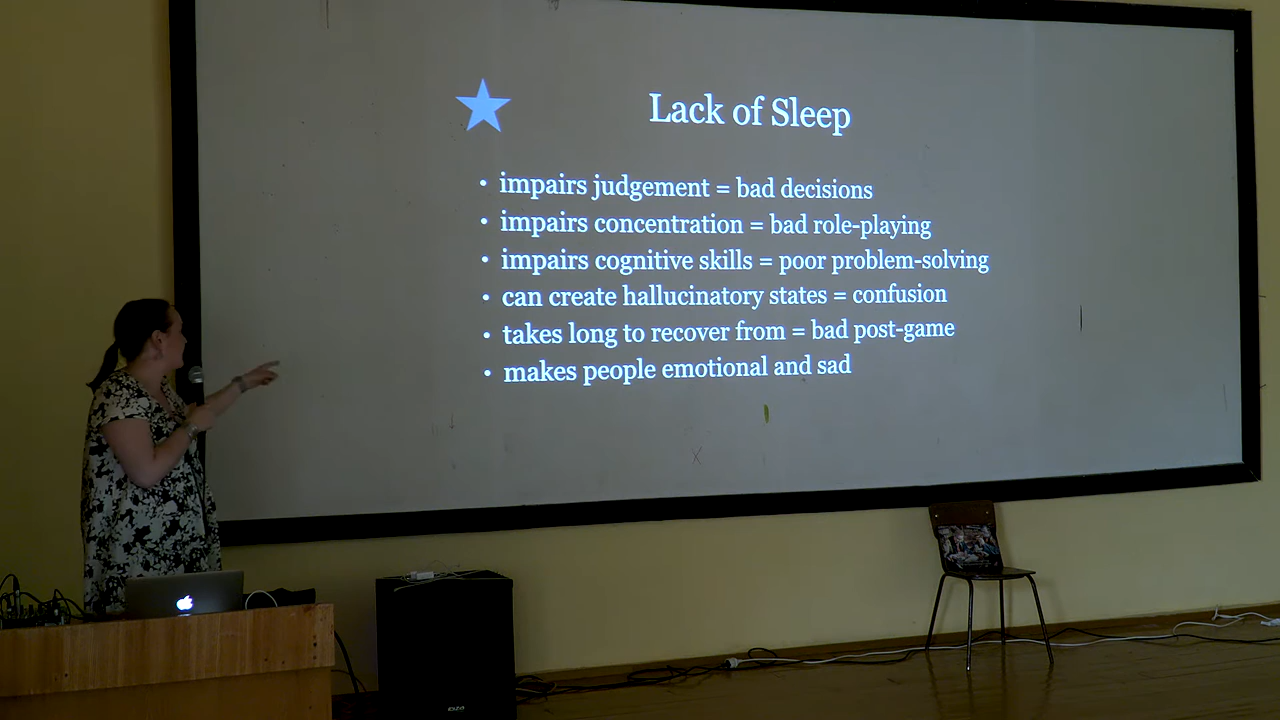 Lack of Sleep
• impairs judgement = bad decisions
• impairs concentration = bad role-playing
• impairs cognitive skills = poor problem-solving
• can create hallucinatory states = confusion
• takes long to recover from = bad post-game
• makes people emotional and sad